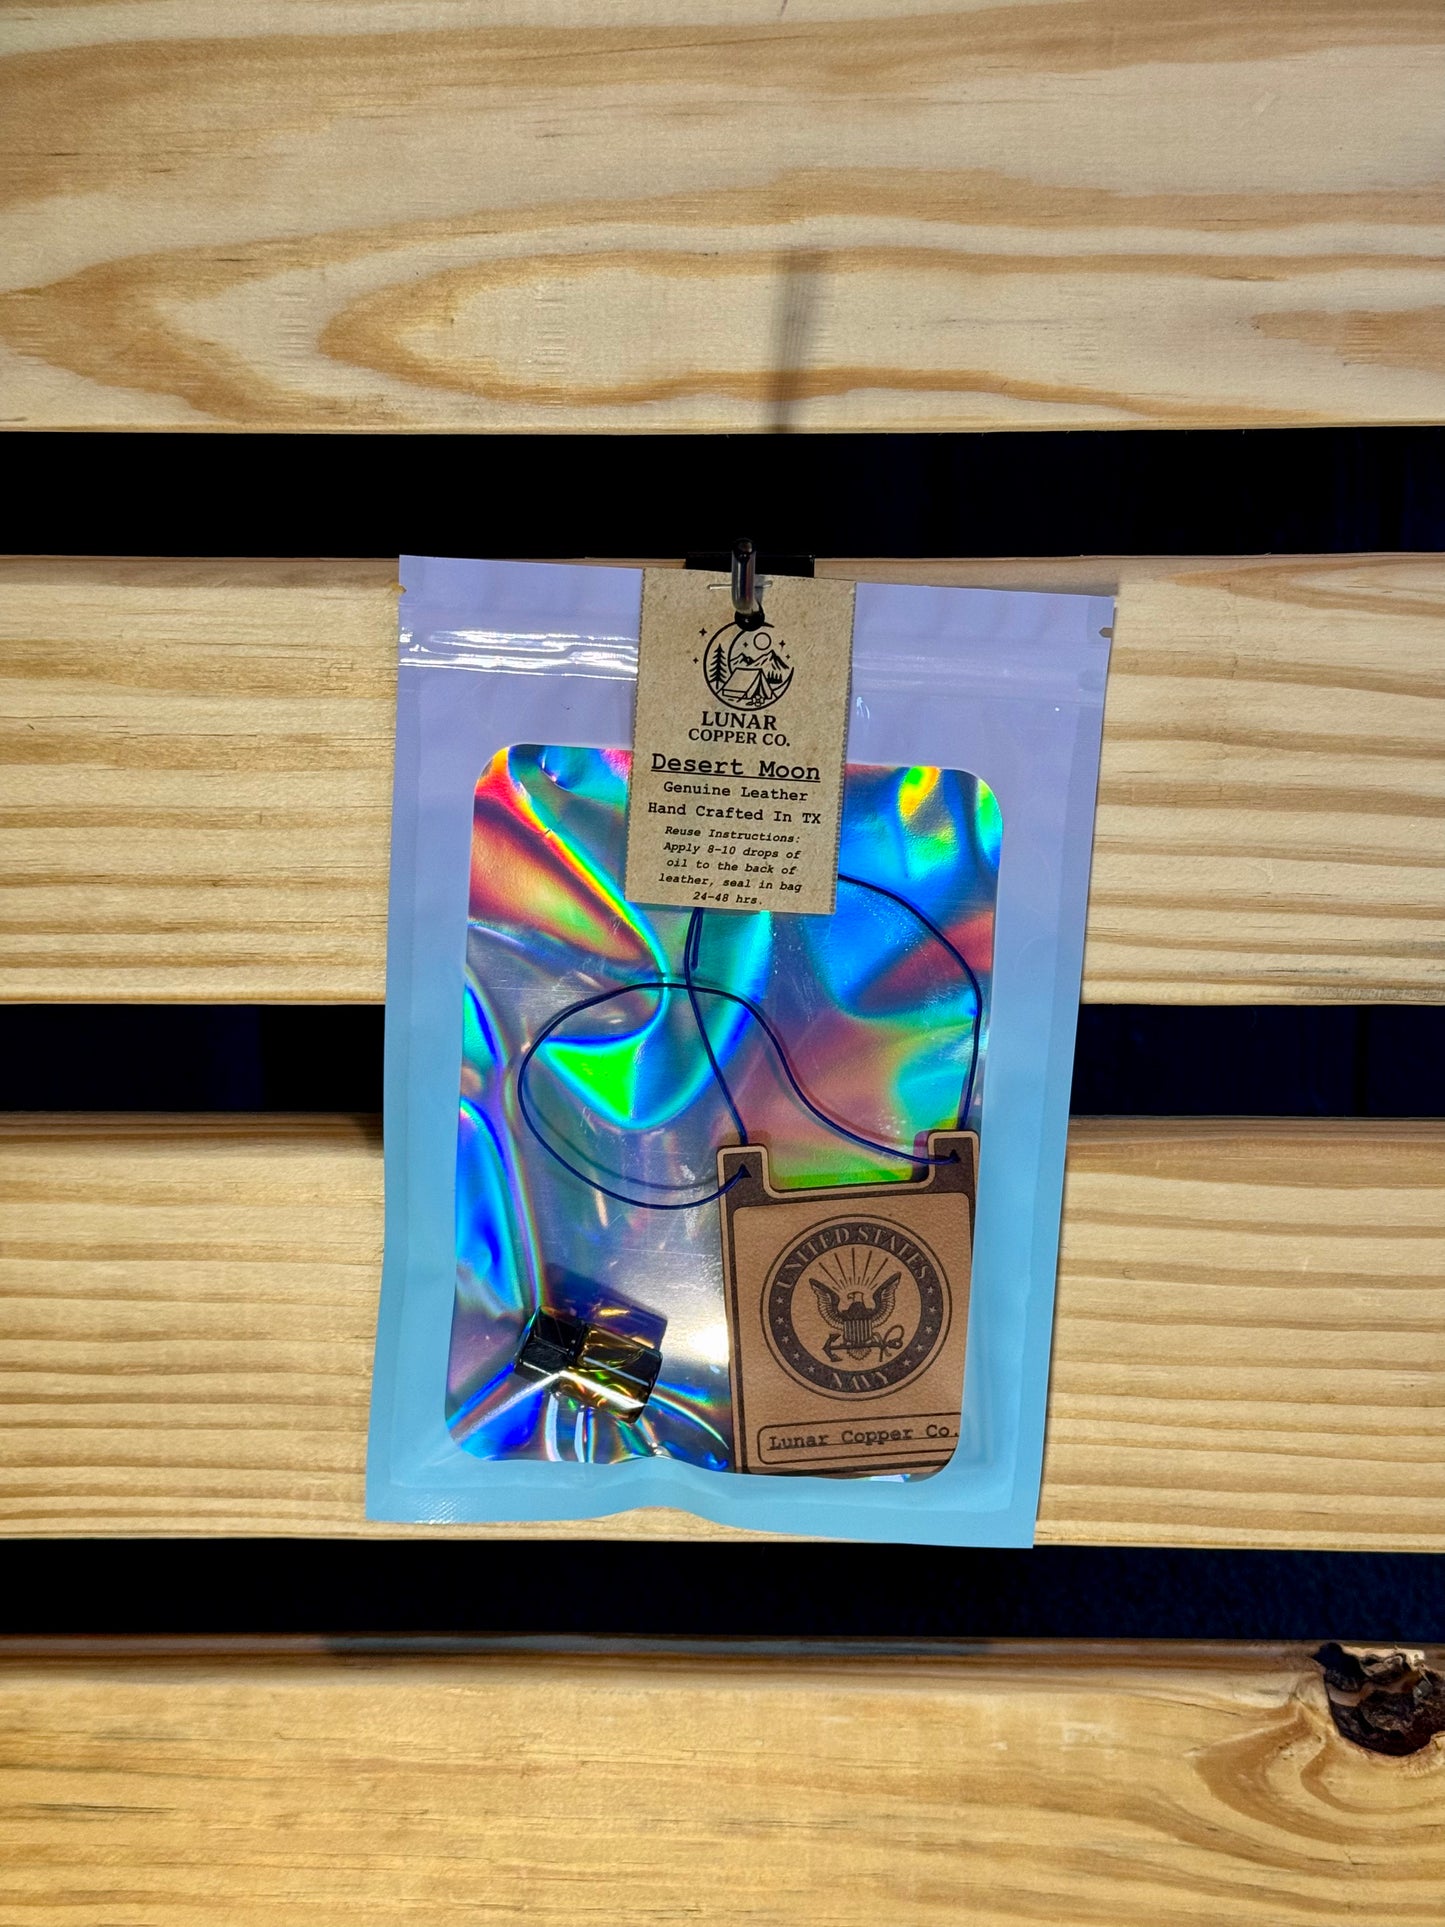 LUNAR
COPPER CO.
Desert Moon
Genuine Leather
Hand Crafted In TX
Reuse Instructions:
Apply 8-10 drops of
oil to the back of
leather, seal in bag
24-48 hrs.
UNITED STATES
NAVY
Lunar Copper Co.